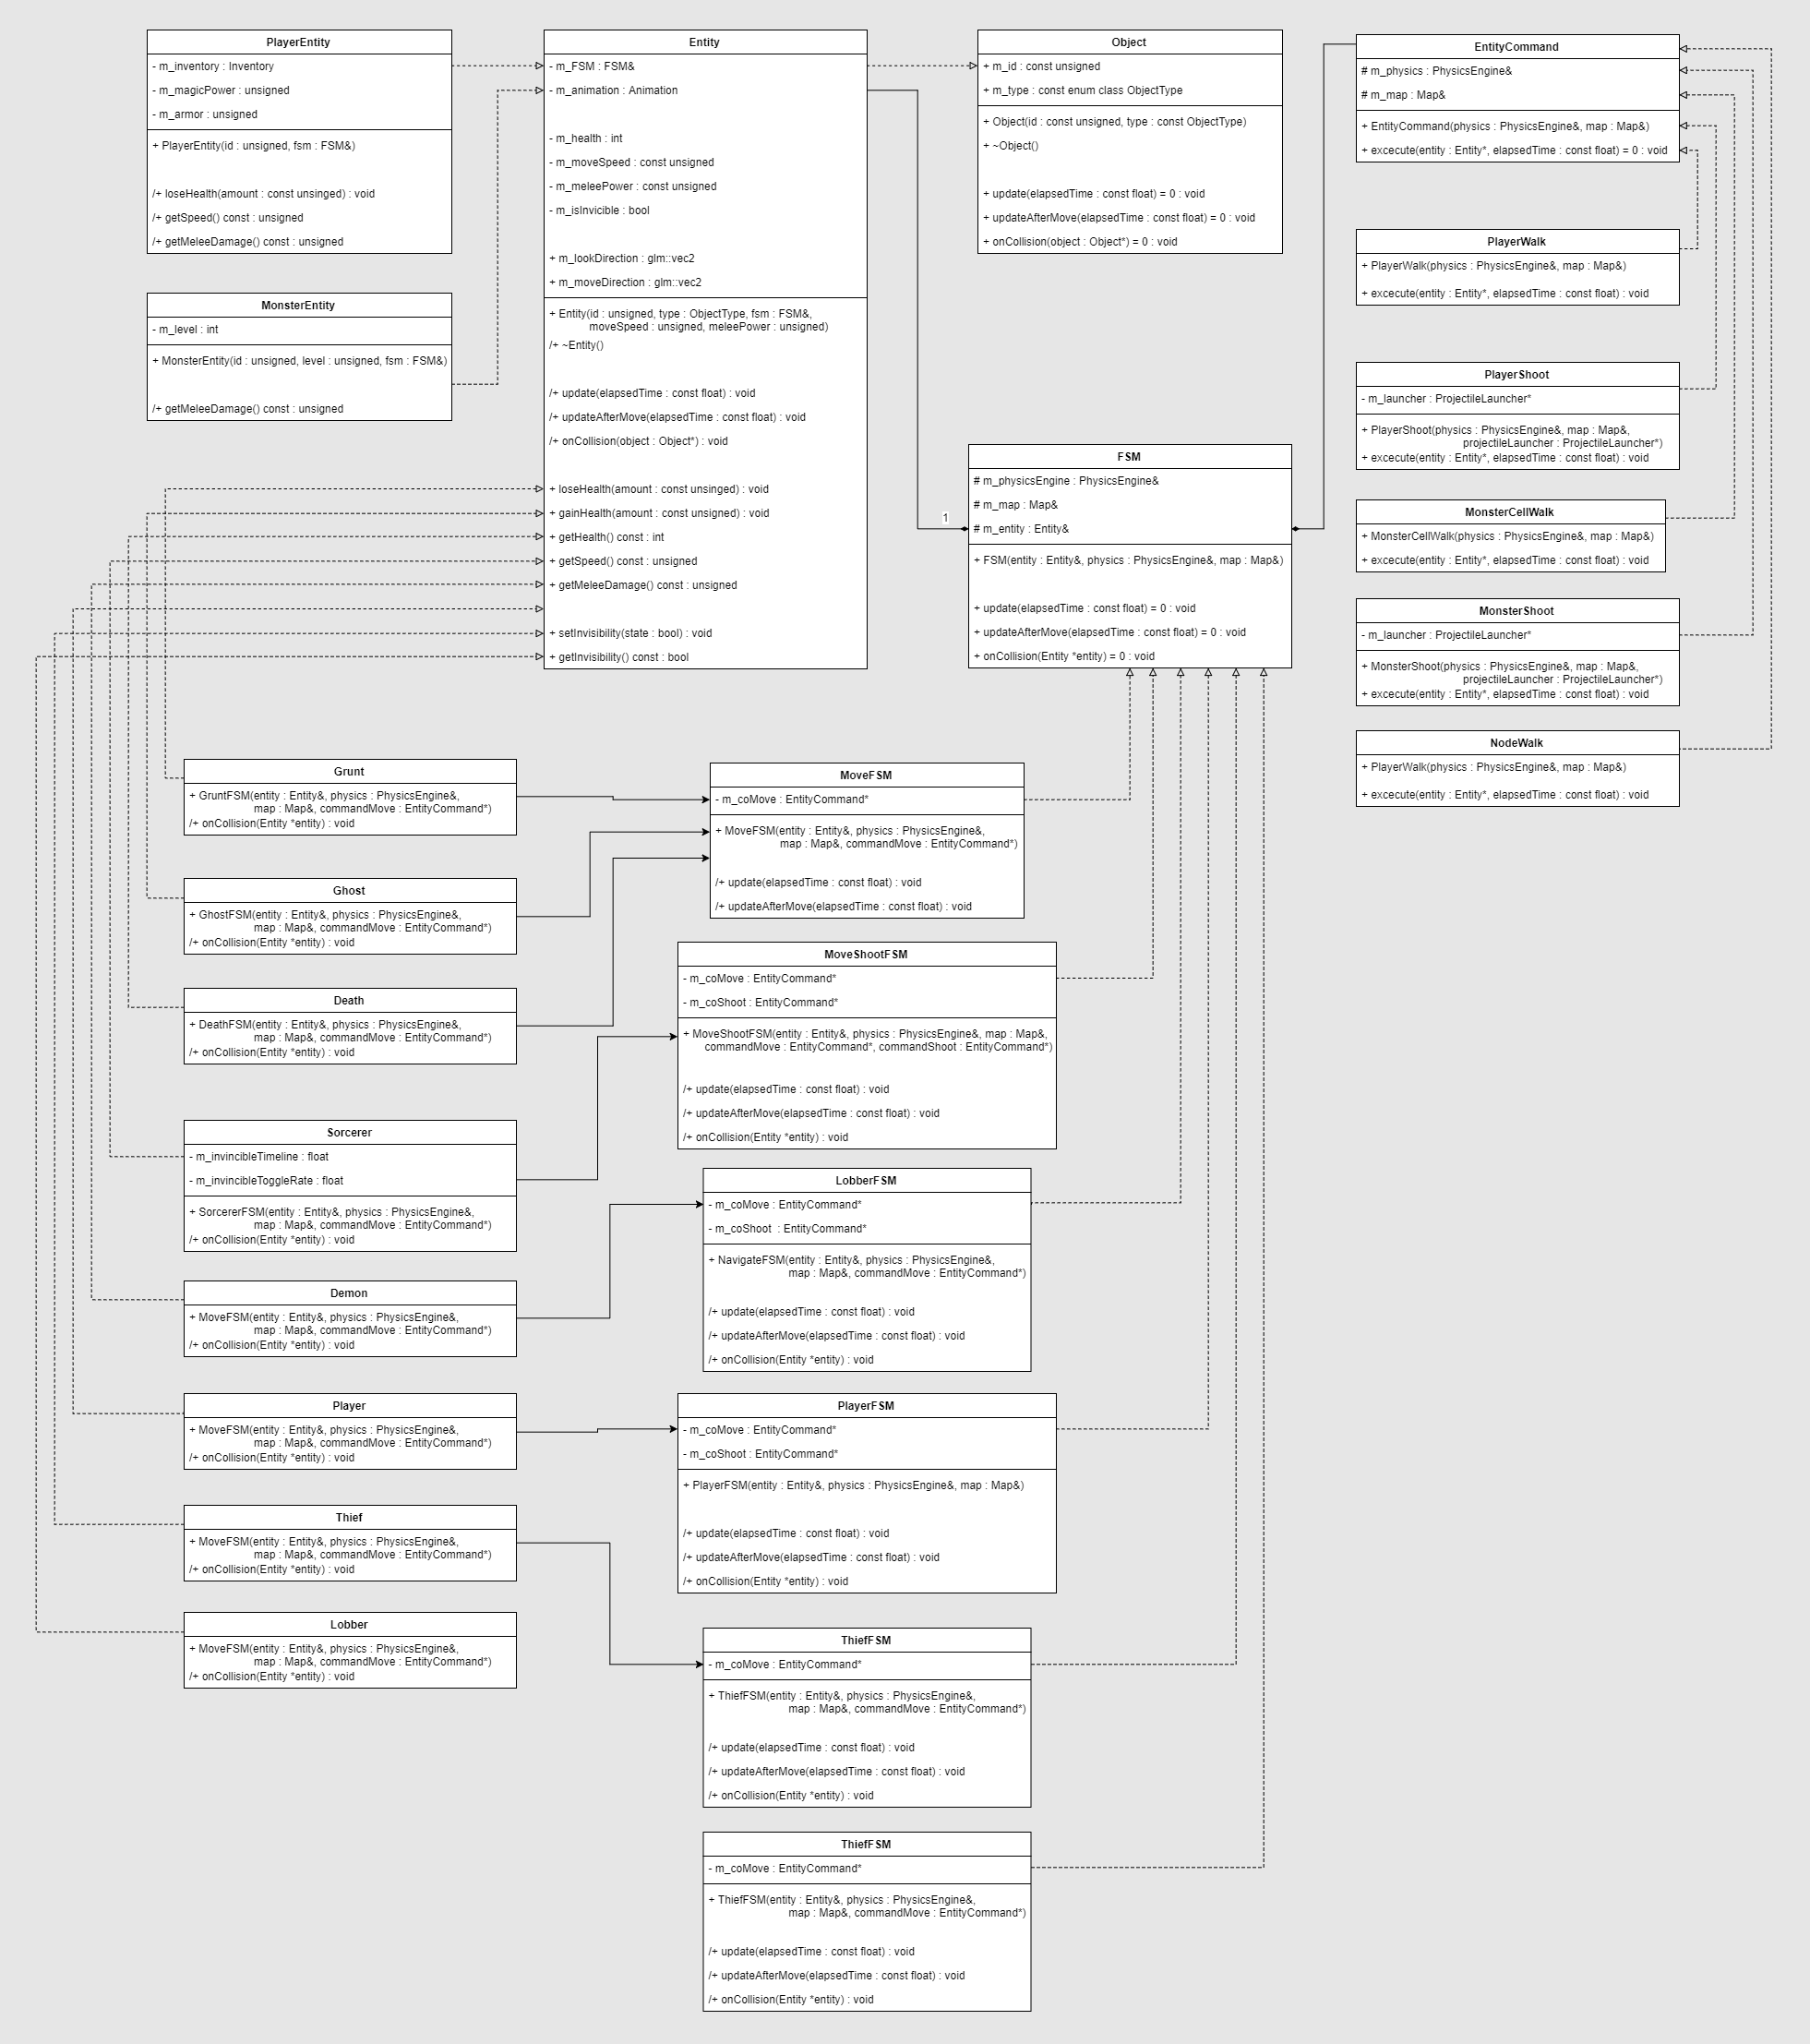 PlayerEntity
- m_inventory : Inventory
- m_magicPower : unsigned
- m_armor : unsigned
+ PlayerEntity(id : unsigned, fsm : FSM&)
/+ loseHealth(amount : const unsinged) : void
/+ getSpeed() const : unsigned
/+ getMeleeDamage() const : unsigned
MonsterEntity
- m_level : int
+ MonsterEntity(id : unsigned, level : unsigned, fsm : FSM&)
/+ getMeleeDamage() const : unsigned
Entity
- m_FSM : FSM&
- m_animation : Animation
- m_health : int
- m_moveSpeed : const unsigned
- m_meleePower : const unsigned
- m_isInvicible : bool
+ m_lookDirection : glm::vec2
+ m_moveDirection : glm::vec2
+ Entity(id : unsigned, type : ObjectType, fsm : FSM&,
moveSpeed : unsigned, meleePower : unsigned)
/+ ~Entity()
/+ update(elapsedTime : const float) : void
/+ updateAfterMove(elapsedTime : const float) : void
/+ onCollision(object : Object*) : void
+ loseHealth(amount : const unsinged) : void
+ gainHealth(amount : const unsigned) : void
+ getHealth() const : int
+ getSpeed() const : unsigned
+ getMeleeDamage() const : unsigned
+ setInvisibility(state : bool) : void
+ getInvisibility() const : bool
Object
+ m_id : const unsigned
+ m_type : const enum class ObjectType
+ Object(id : const unsigned, type : const ObjectType)
+ ~Object()
+ update(elapsedTime : const float) = 0 : void
+ updateAfterMove(elapsedTime : const float) = 0 : void
+ onCollision(object : Object*) = 0 : void
EntityCommand
# m_physics : PhysicsEngine&
# m_map : Map&
+ EntityCommand(physics : PhysicsEngine&, map : Map&)
+ excecute(entity : Entity*, elapsedTime : const float) = 0 : void
PlayerWalk
+ PlayerWalk(physics : PhysicsEngine&, map : Map&)
+ excecute(entity : Entity*, elapsedTime : const float) : void
PlayerShoot
- m_launcher : ProjectileLauncher*
+ PlayerShoot(physics : PhysicsEngine&, map : Map&,
projectileLauncher : ProjectileLauncher*)
+ excecute(entity : Entity*, elapsedTime : const float) : void
MonsterCellWalk
+ MonsterCellWalk(physics : PhysicsEngine&, map : Map&)
+ excecute(entity : Entity*, elapsedTime : const float) : void
MonsterShoot
- m_launcher : ProjectileLauncher*
+ MonsterShoot(physics : PhysicsEngine&, map : Map&,
projectileLauncher : ProjectileLauncher*)
+ excecute(entity : Entity*, elapsedTime : const float) : void
NodeWalk
+ PlayerWalk(physics : PhysicsEngine&, map : Map&)
+ excecute(entity : Entity*, elapsedTime : const float) : void
1
FSM
# m_physicsEngine : PhysicsEngine&
# m_map : Map&
# m_entity : Entity&
+ FSM(entity : Entity&, physics : PhysicsEngine&, map : Map&)
+ update(elapsedTime : const float) = 0 : void
+ updateAfterMove(elapsedTime : const float) = 0 : void
+ onCollision(Entity *entity) = 0 : void
Grunt
+ GruntFSM(entity : Entity&, physics : PhysicsEngine&,
map : Map&, commandMove : EntityCommand*)
/+ onCollision(Entity *entity) : void
Ghost
+ GhostFSM(entity : Entity&, physics : PhysicsEngine&,
map : Map&, commandMove : EntityCommand*)
/+ onCollision(Entity *entity) : void
Death
+ DeathFSM(entity : Entity&, physics : PhysicsEngine&,
map : Map&, commandMove : EntityCommand*)
/+ onCollision(Entity *entity) : void
Sorcerer
- m_invincibleTimeline : float
- m_invincibleToggleRate : float
+ SorcererFSM(entity : Entity&, physics : PhysicsEngine&,
map : Map&, commandMove : EntityCommand*)
/+ onCollision(Entity *entity) : void
Demon
+ MoveFSM(entity : Entity&, physics : PhysicsEngine&,
map : Map&, commandMove : EntityCommand*)
/+ onCollision(Entity *entity) : void
Player
+ MoveFSM(entity : Entity&, physics : PhysicsEngine&,
map : Map&, commandMove : EntityCommand*)
/+ onCollision(Entity *entity) : void
Thief
+ MoveFSM(entity : Entity&, physics : PhysicsEngine&,
map : Map&, commandMove : EntityCommand*)
/+ onCollision(Entity *entity) : void
Lobber
+ MoveFSM(entity : Entity&, physics : PhysicsEngine&,
map : Map&, commandMove : EntityCommand*)
/+ onCollision(Entity *entity) : void
MoveFSM
- m_coMove : EntityCommand*
+ MoveFSM(entity : Entity&, physics : PhysicsEngine&,
map : Map&, commandMove : EntityCommand*)
/+ update(elapsedTime : const float) : void
/+ updateAfterMove(elapsedTime : const float) : void
MoveShootFSM
- m_coMove : EntityCommand*
- m_coShoot : EntityCommand*
+ MoveShootFSM(entity : Entity&, physics : PhysicsEngine&, map : Map&,
commandMove : EntityCommand*, commandShoot : EntityCommand*)
/+ update(elapsedTime : const float) : void
/+ updateAfterMove(elapsedTime : const float) : void
/+ onCollision(Entity *entity) : void
LobberFSM
- m_coMove : EntityCommand*
- m_coShoot : EntityCommand*
+ NavigateFSM(entity : Entity&, physics : PhysicsEngine&,
map : Map&, commandMove : EntityCommand*)
/+ update(elapsedTime : const float) : void
/+ updateAfterMove(elapsedTime : const float) : void
/+ onCollision(Entity *entity) : void
PlayerFSM
- m_coMove : EntityCommand*
- m_coShoot : EntityCommand*
+ PlayerFSM(entity : Entity&, physics : PhysicsEngine&, map : Map&)
/+ update(elapsedTime : const float) : void
/+ updateAfterMove(elapsedTime : const float) : void
/+ onCollision(Entity *entity) : void
ThiefFSM
- m_coMove : EntityCommand*
+ ThiefFSM(entity : Entity&, physics : PhysicsEngine&,
map : Map&, commandMove : EntityCommand*)
/+ update(elapsedTime : const float) : void
/+ updateAfterMove(elapsedTime : const float) : void
/+ onCollision(Entity *entity) : void
ThiefFSM
- m_coMove : EntityCommand*
+ ThiefFSM(entity : Entity&, physics : PhysicsEngine&,
map : Map&, commandMove : EntityCommand*)
/+ update(elapsedTime : const float) : void
/+ updateAfterMove(elapsedTime : const float) : void
/+ onCollision(Entity *entity) : void